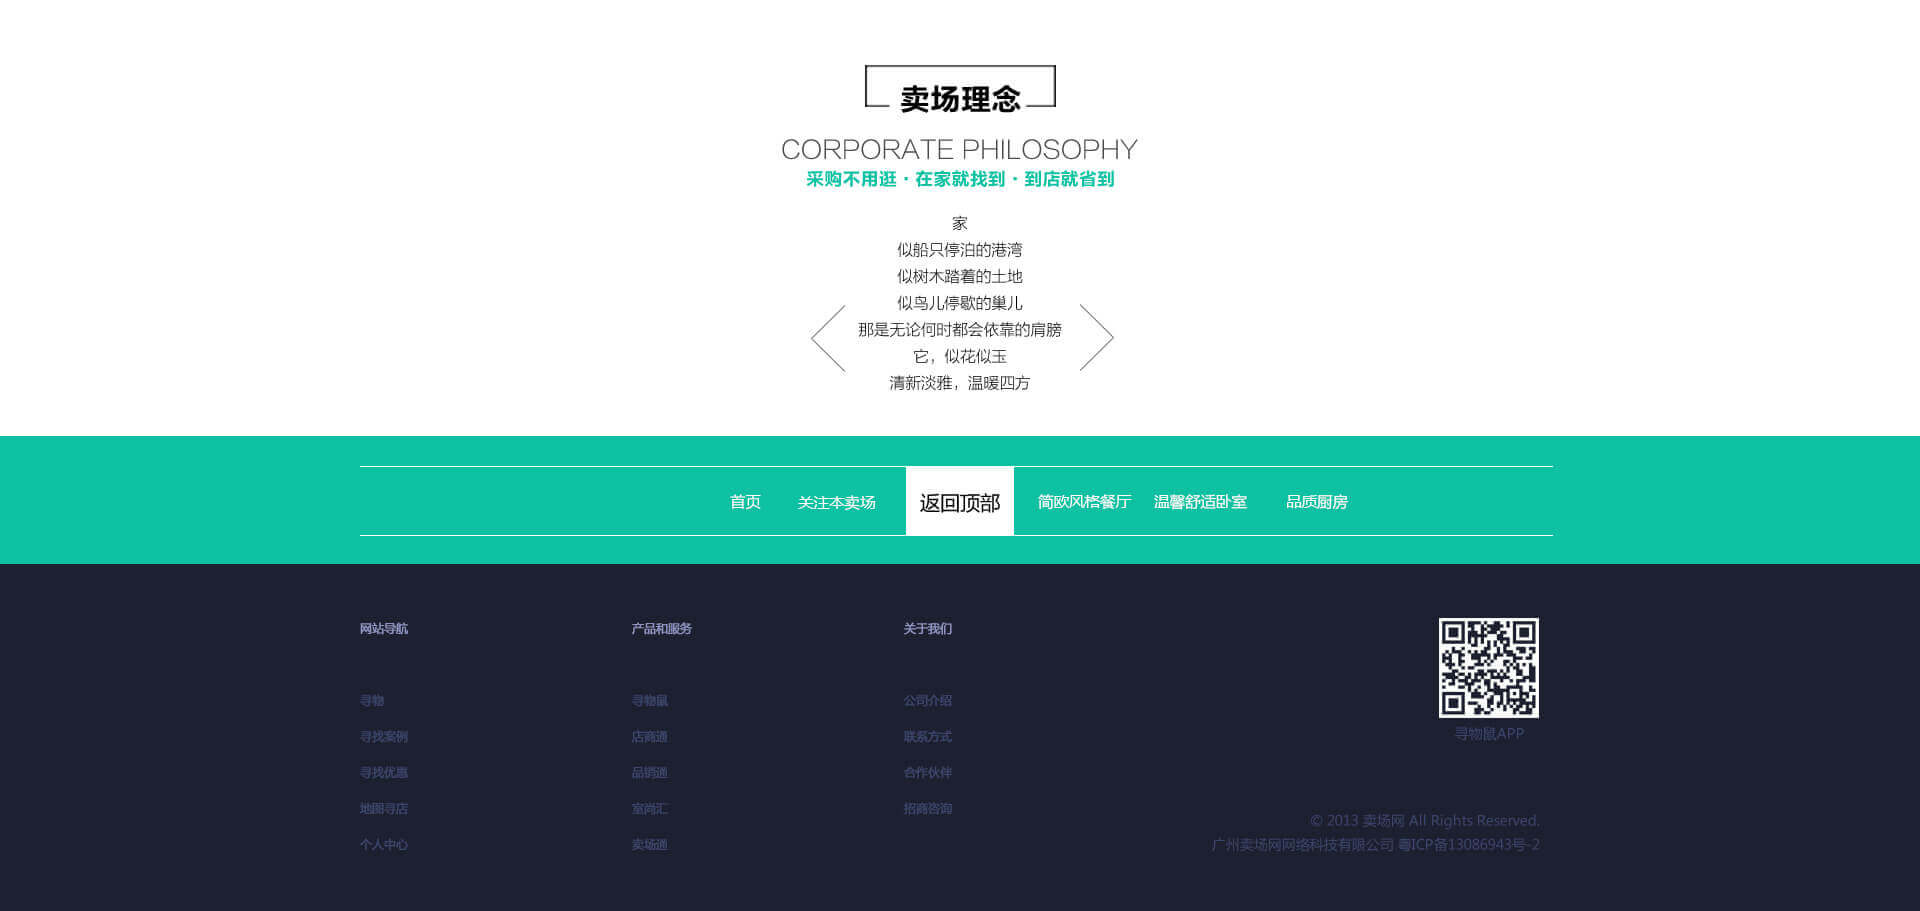 卖场理念
CORPORATE PHILOSOPHY
采购不用逛·在家就找到·到店就省到
家
似船只停泊的港湾
似树木踏着的土地
似鸟儿停歇的巢儿
那是无论何时都会依靠的肩膀
它，似花似玉
清新淡雅，温暖四方
首页 关注本卖场 返回顶部 简欧风格餐厅 温馨舒适卧室 品质厨房
网站导航
寻物
寻找案例
寻找优惠
地图寻店
个人中心
产品和服务
寻物鼠
店商通
品销通
室尚汇
卖场通
关于我们
公司介绍
联系方式
合作伙伴
招商咨询
寻物鼠APP
© 2013 卖场网 All Rights Reserved.
广州卖场网网络科技有限公司 粤ICP备13086943号-2